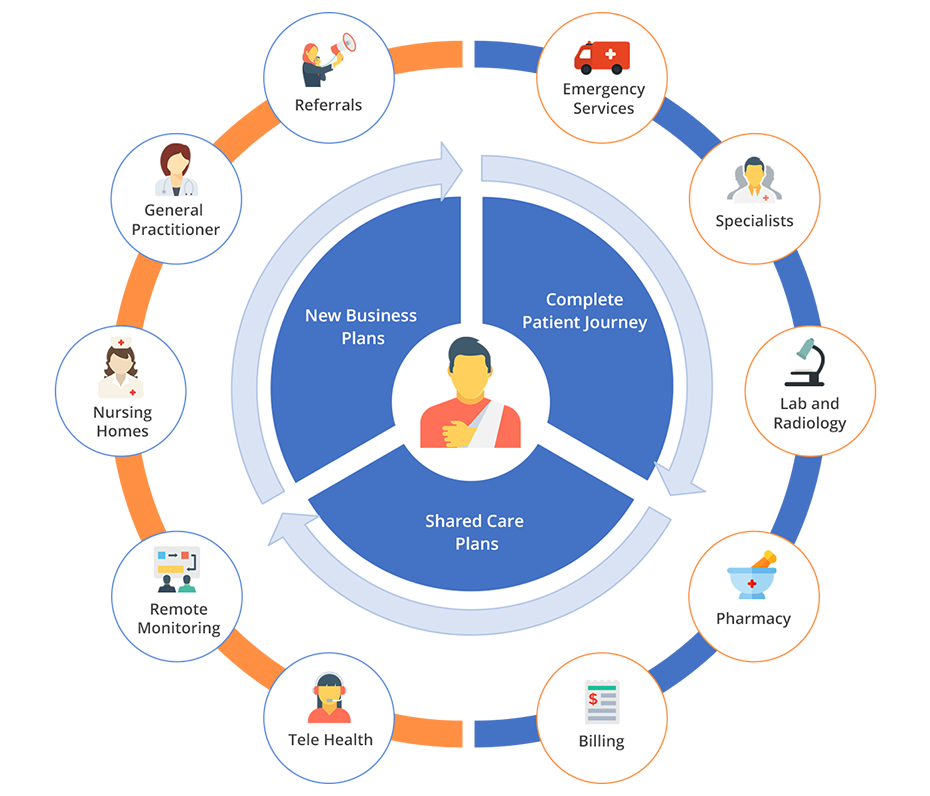 Referrals
Emergency
Services
General
Practitioner
Specialists
New Business
Plans
Complete
Patient Journey
Nursing
Homes
Lab and
Radiology
Shared Care
Plans
Remote
Monitoring
Pharmacy
Tele Health
Billing
$